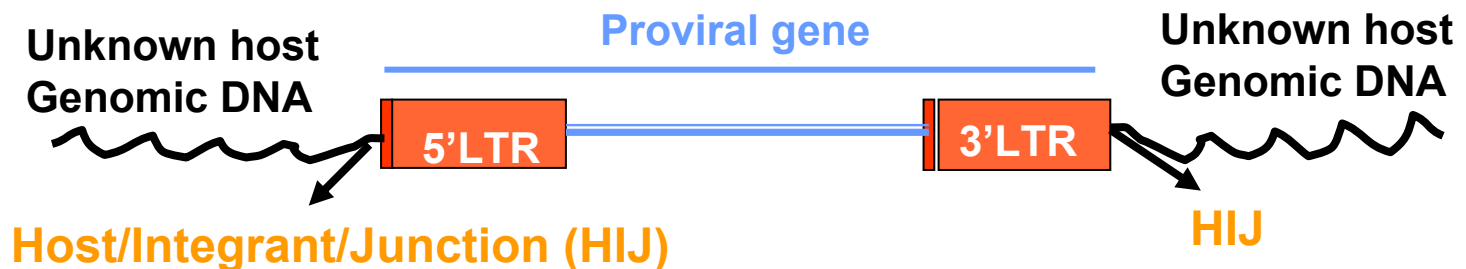 Unknown host
Genomic DNA
Proviral gene
Unknown host
Genomic DNA
5'LTR
3'LTR
Host/Integrant/Junction (HIJ)
HIJ